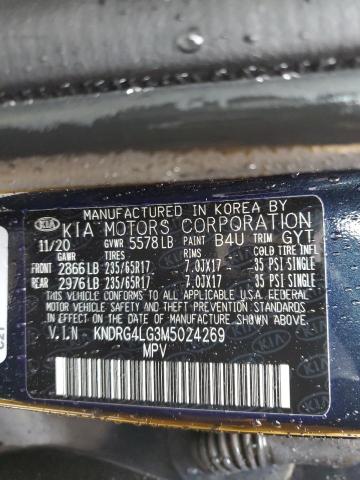 MANUFACTURED IN KOREA BY
KIA KIA MOTORS CORPORATION
11/20 GVWR 5578LB PAINT B4U TRIM GYT
GAWR TIRES RIMS COLD TIRE INFL.
FRONT 2866LB 235/65R17 7.0JX17 35 PSI SINGLE
REAR 2976LB 235/65R17 7.0JX17 35 PSI SINGLE
THIS VEHICLE CONFORMS TO ALL APPLICABLE U.S.A. FEDERAL
MOTOR VEHICLE SAFETY STANDARDS IN EFFECT ON
THE DATE OF MANUFACTURE SHOWN ABOVE.
V.I.N - KNDRG4LG3M5024269
MPV